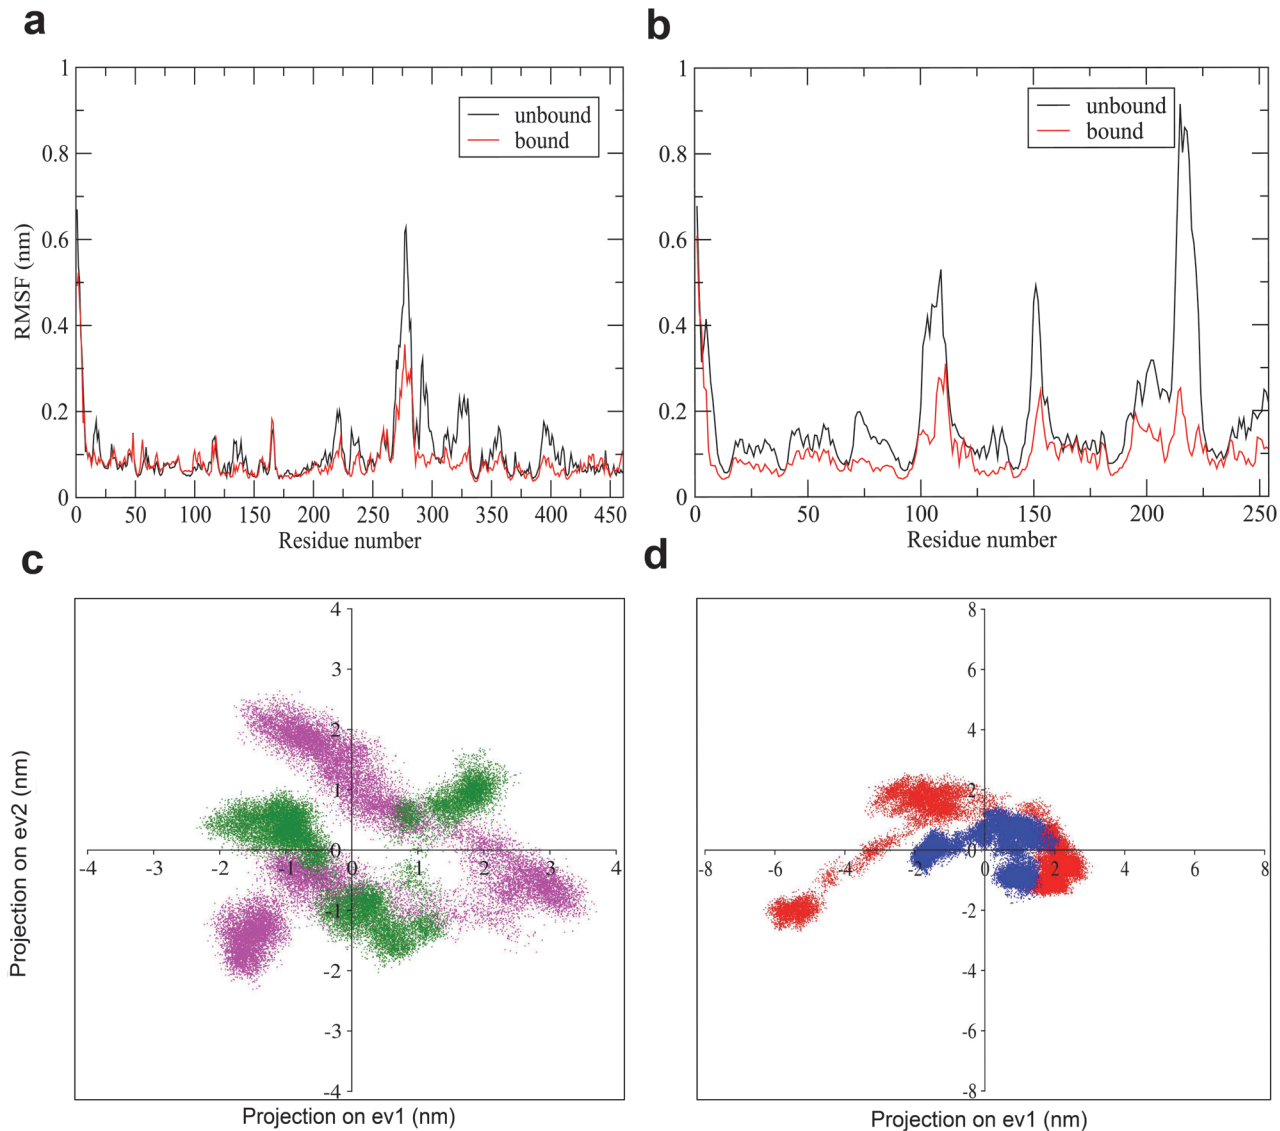 a
b
1
0.8
0.6
0.4
0.2
0
RMSF (nm)
unbound
bound
0 50 100 150 200 250 300 350 400 450
Residue number
1
0.8
0.6
0.4
0.2
0
unbound
bound
0 50 100 150 200 250
Residue number
c
d
4
3
2
1
0
-1
-2
-3
-4
-4 -3 -2 -1 0 1 2 3 4
Projection on ev2 (nm)
Projection on ev1 (nm)
8
6
4
2
0
-2
-4
-6
-8
-8 -6 -4 -2 0 2 4 6 8
Projection on ev1 (nm)